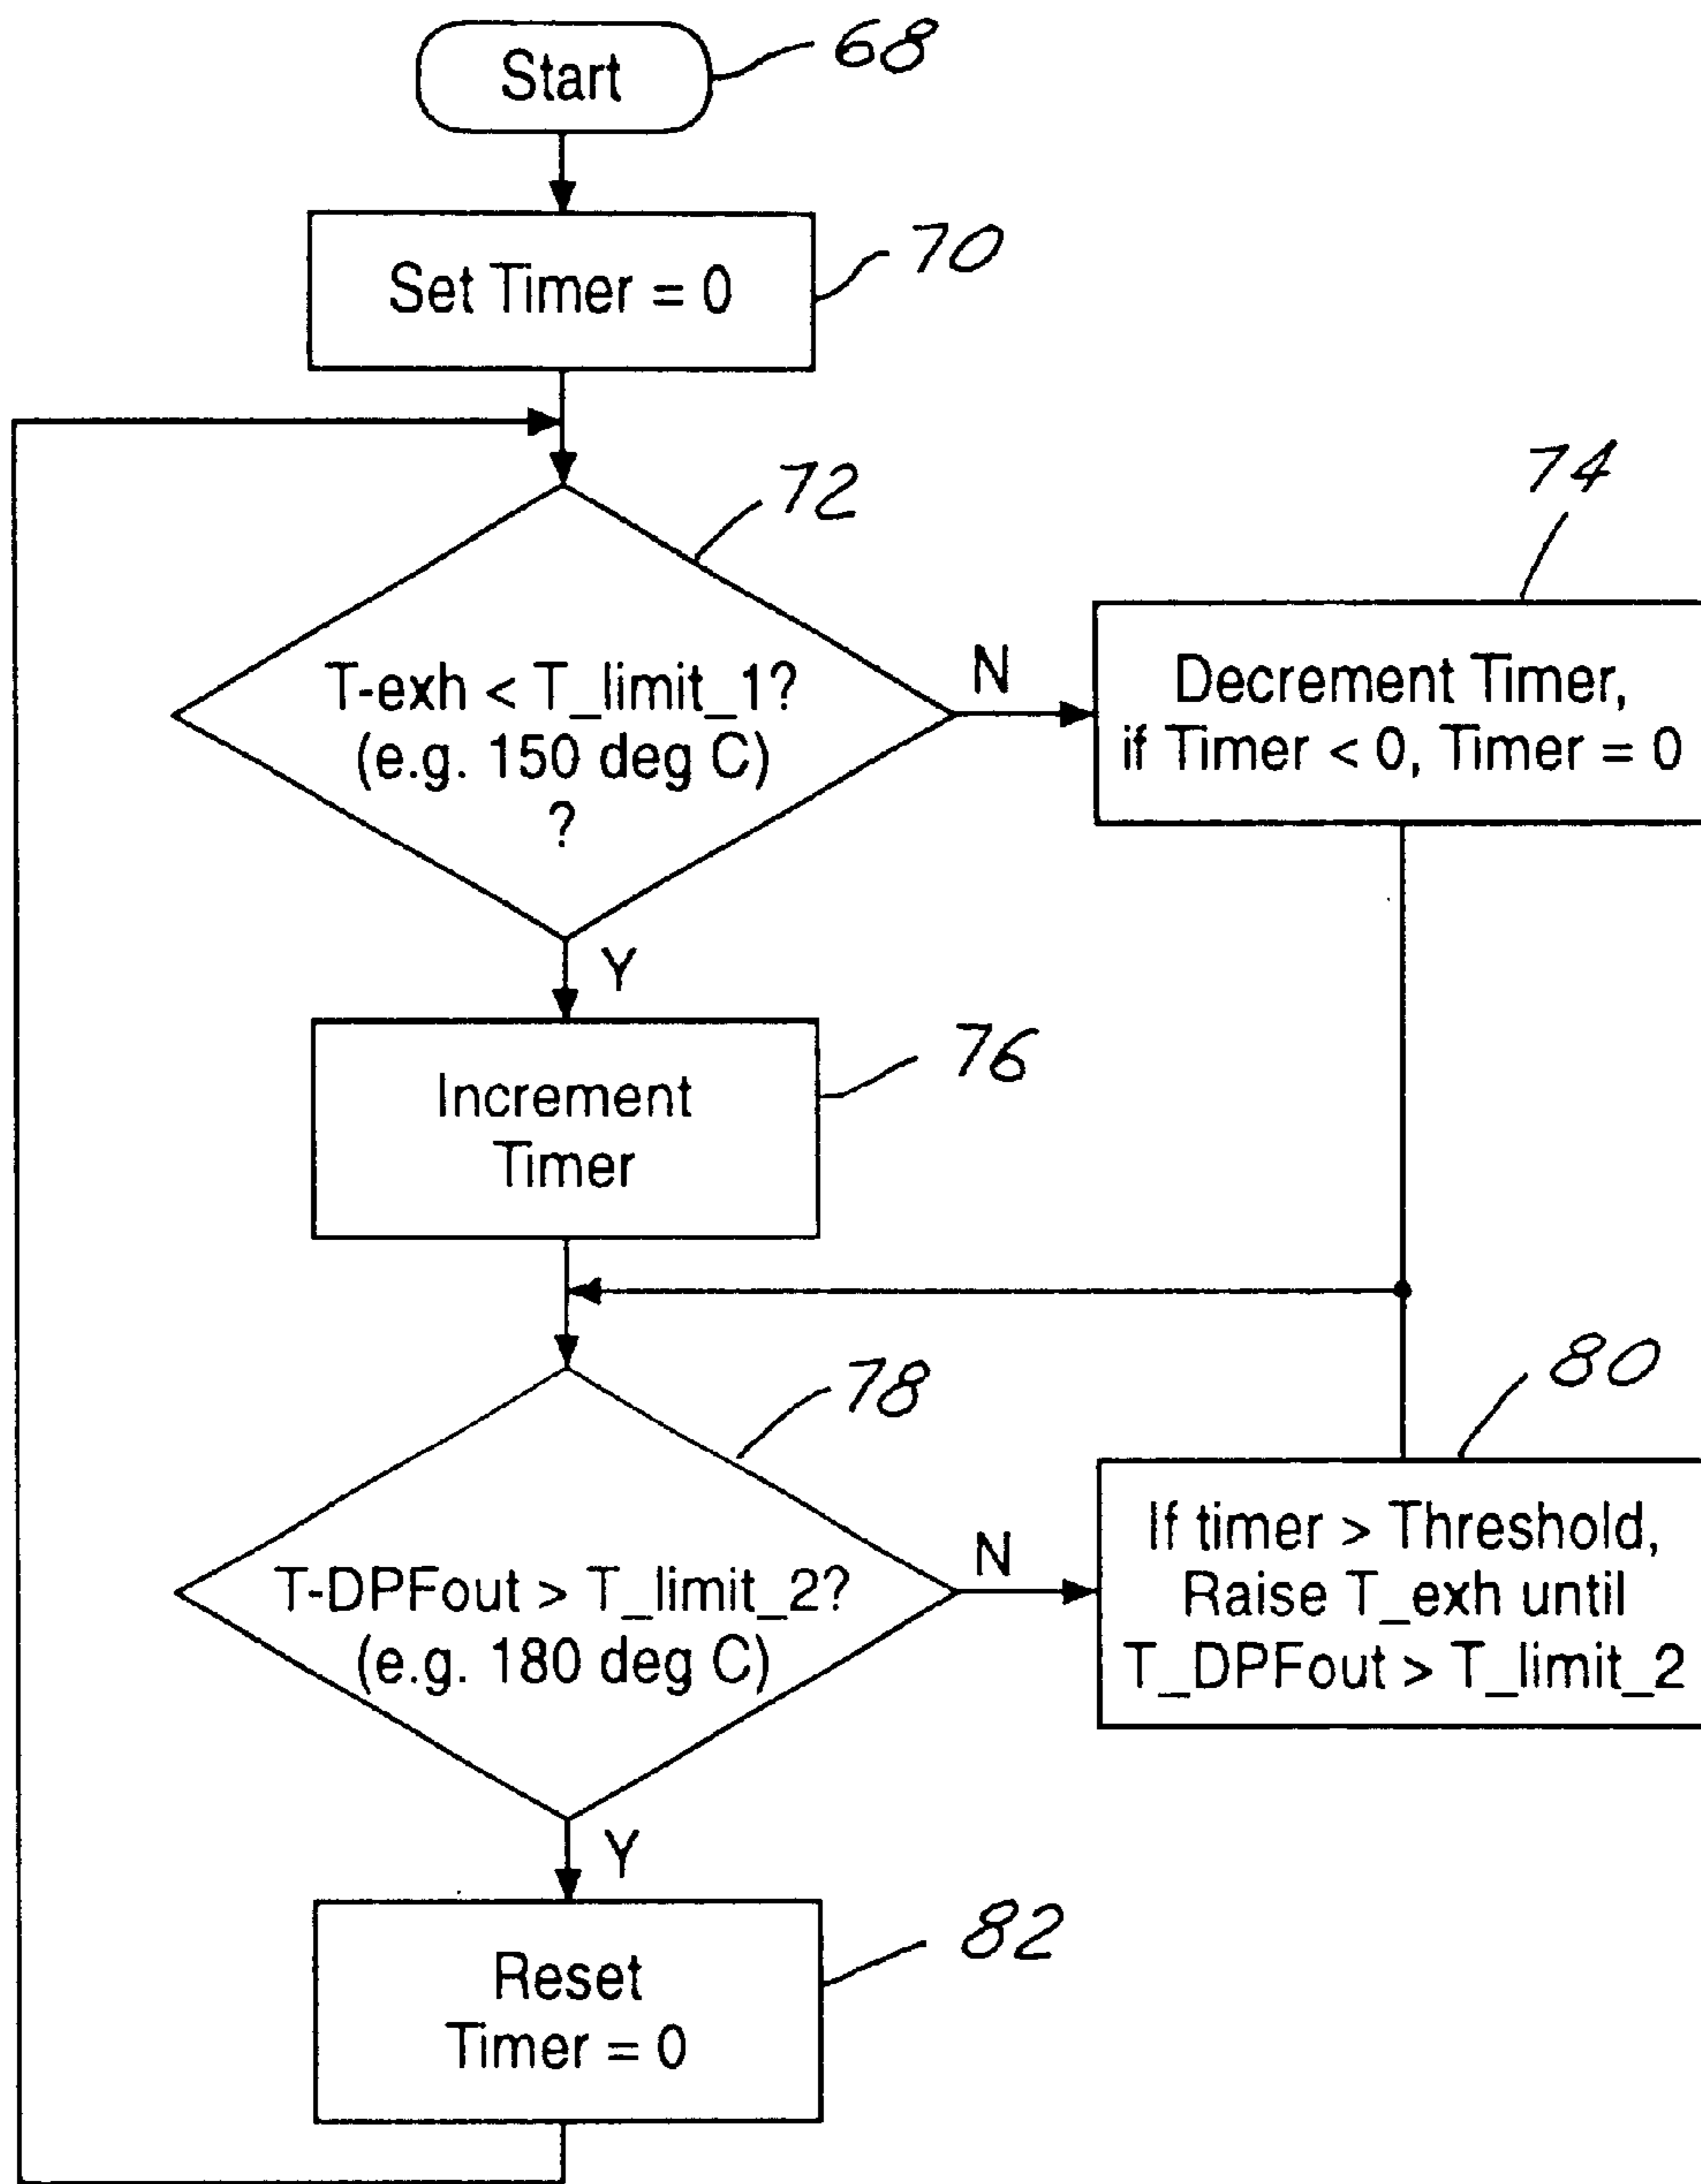 Start
68
Set Timer = 0
70
72
T-exh < T_limit_1?
(e.g. 150 deg C)
?
N
Y
74
Decrement Timer,
if Timer < 0, Timer = 0
76
Increment
Timer
78
T-DPFout > T_limit_2?
(e.g. 180 deg C)
N
Y
80
If timer > Threshold,
Raise T_exh until
T_DPFout > T_limit_2
82
Reset
Timer = 0